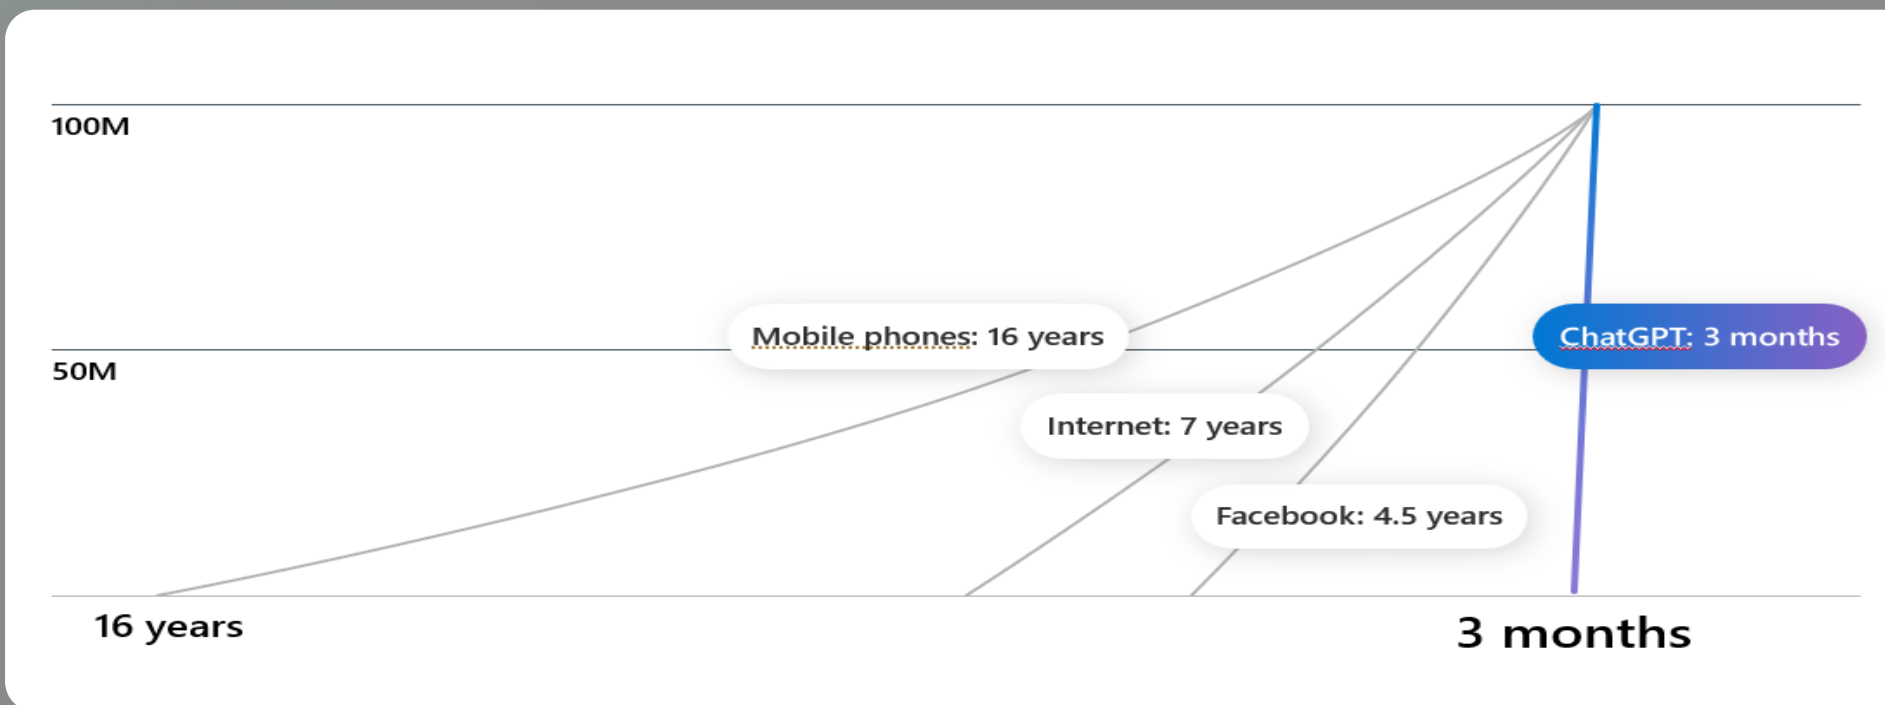 100M
Mobile phones: 16 years
ChatGPT: 3 months
50M
Internet: 7 years
Facebook: 4.5 years
16 years
3 months